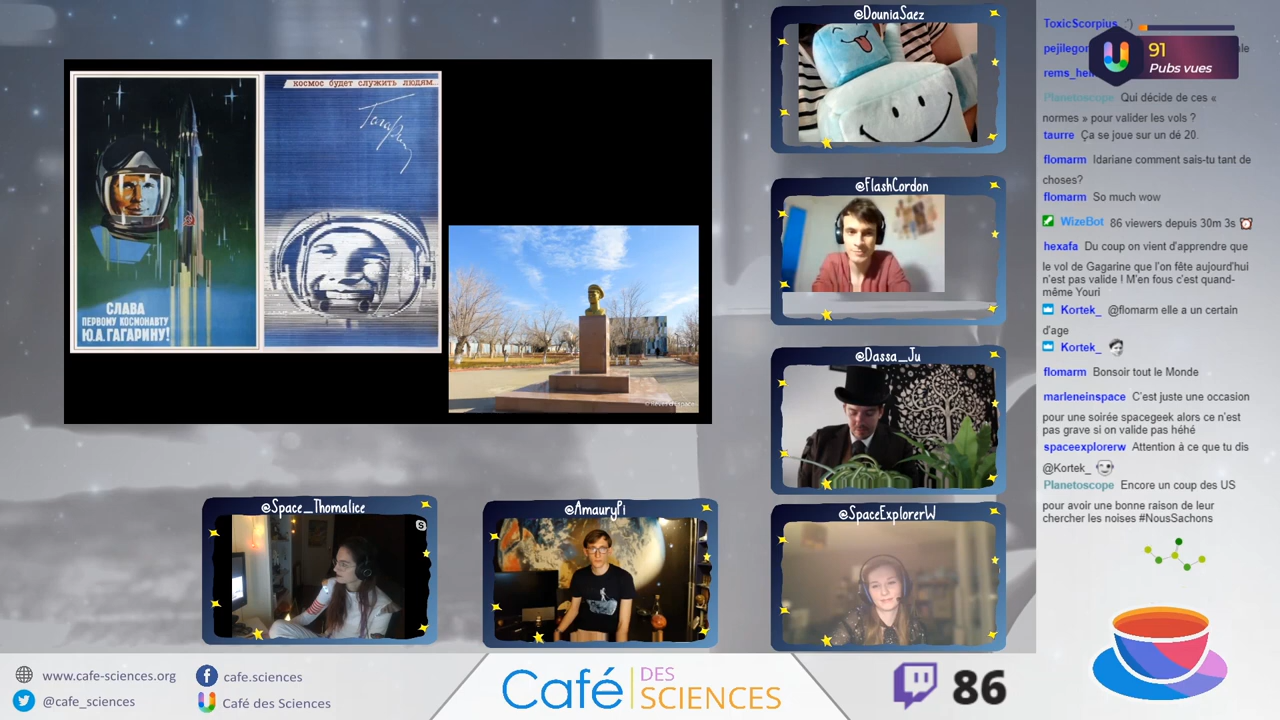 космос будет служить людям...
Гагарин
СЛАВА
ПЕРВОМУ КОСМОНАВТУ
Ю.А. ГАГАРИНУ!
@DouniaSaez
@FlashCordon
@Dassa_Ju
@SpaceExplorerW
@Space_Thomalice
@AmauryPi
ToxicScorpius :')
91
Pubs vues
Planetoscope Qui décide de ces «
normes » pour valider les vols ?
taurre Ça se joue sur un dé 20.
flomarm Idariane comment sais-tu tant de
choses?
flomarm So much wow
WizeBot 86 viewers depuis 30m 3s
hexafa Du coup on vient d'apprendre que
le vol de Gagarine que l'on fête aujourd'hui
n'est pas valide ! M'en fous c'est quand-
même Youri
Kortek_ @flomarm elle a un certain
d'age
Kortek_
flomarm Bonsoir tout le Monde
marleneinspace C'est juste une occasion
pour une soirée spacegeek alors ce n'est
pas grave si on valide pas héhé
spaceexplorerw Attention à ce que tu dis
@Kortek_
Planetoscope Encore un coup des US
pour avoir une bonne raison de leur
chercher les noises #NousSachons
www.cafe-sciences.org
cafe.sciences
@cafe_sciences
Café des Sciences
Café DES
SCIENCES
86